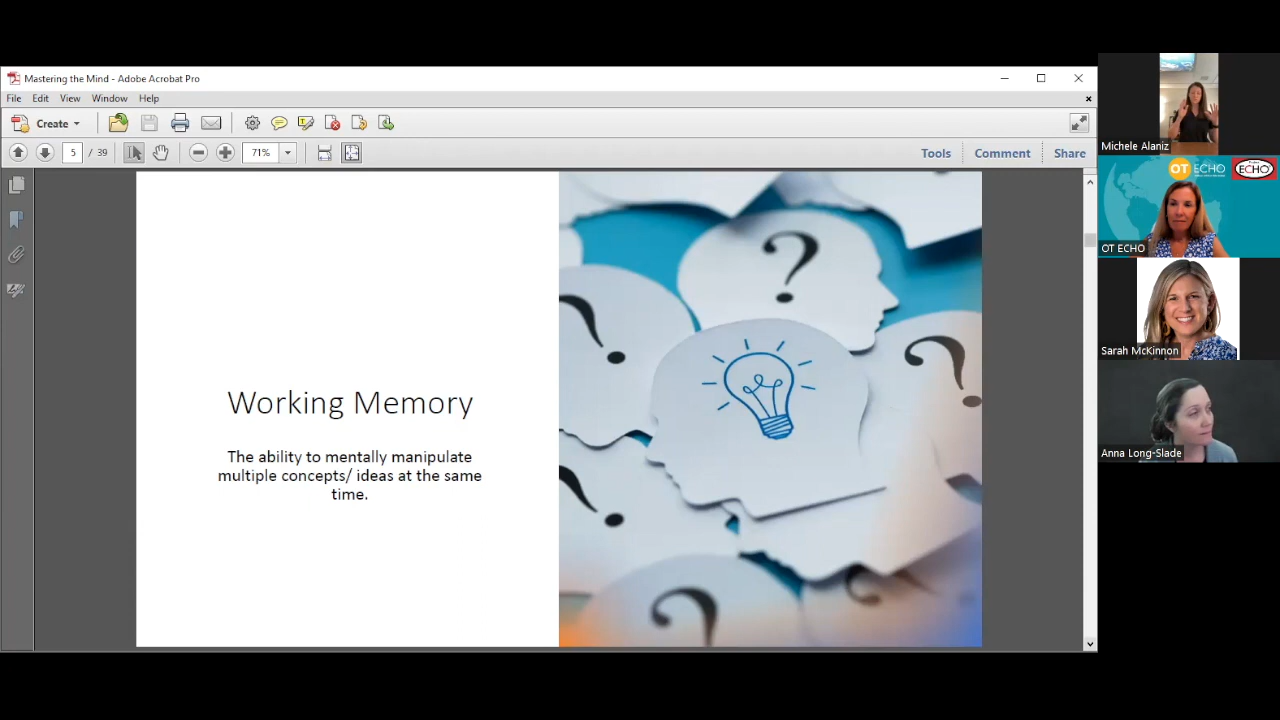 Mastering the Mind - Adobe Acrobat Pro
File Edit View Window Help
Create
5 / 39
71%
Tools Comment Share
Working Memory
The ability to mentally manipulate
multiple concepts/ ideas at the same
time.
?
?
?
?
?
?
Michele Alaniz
OT ECHO
ECHO
OT ECHO
Sarah McKinnon
Anna Long-Slade